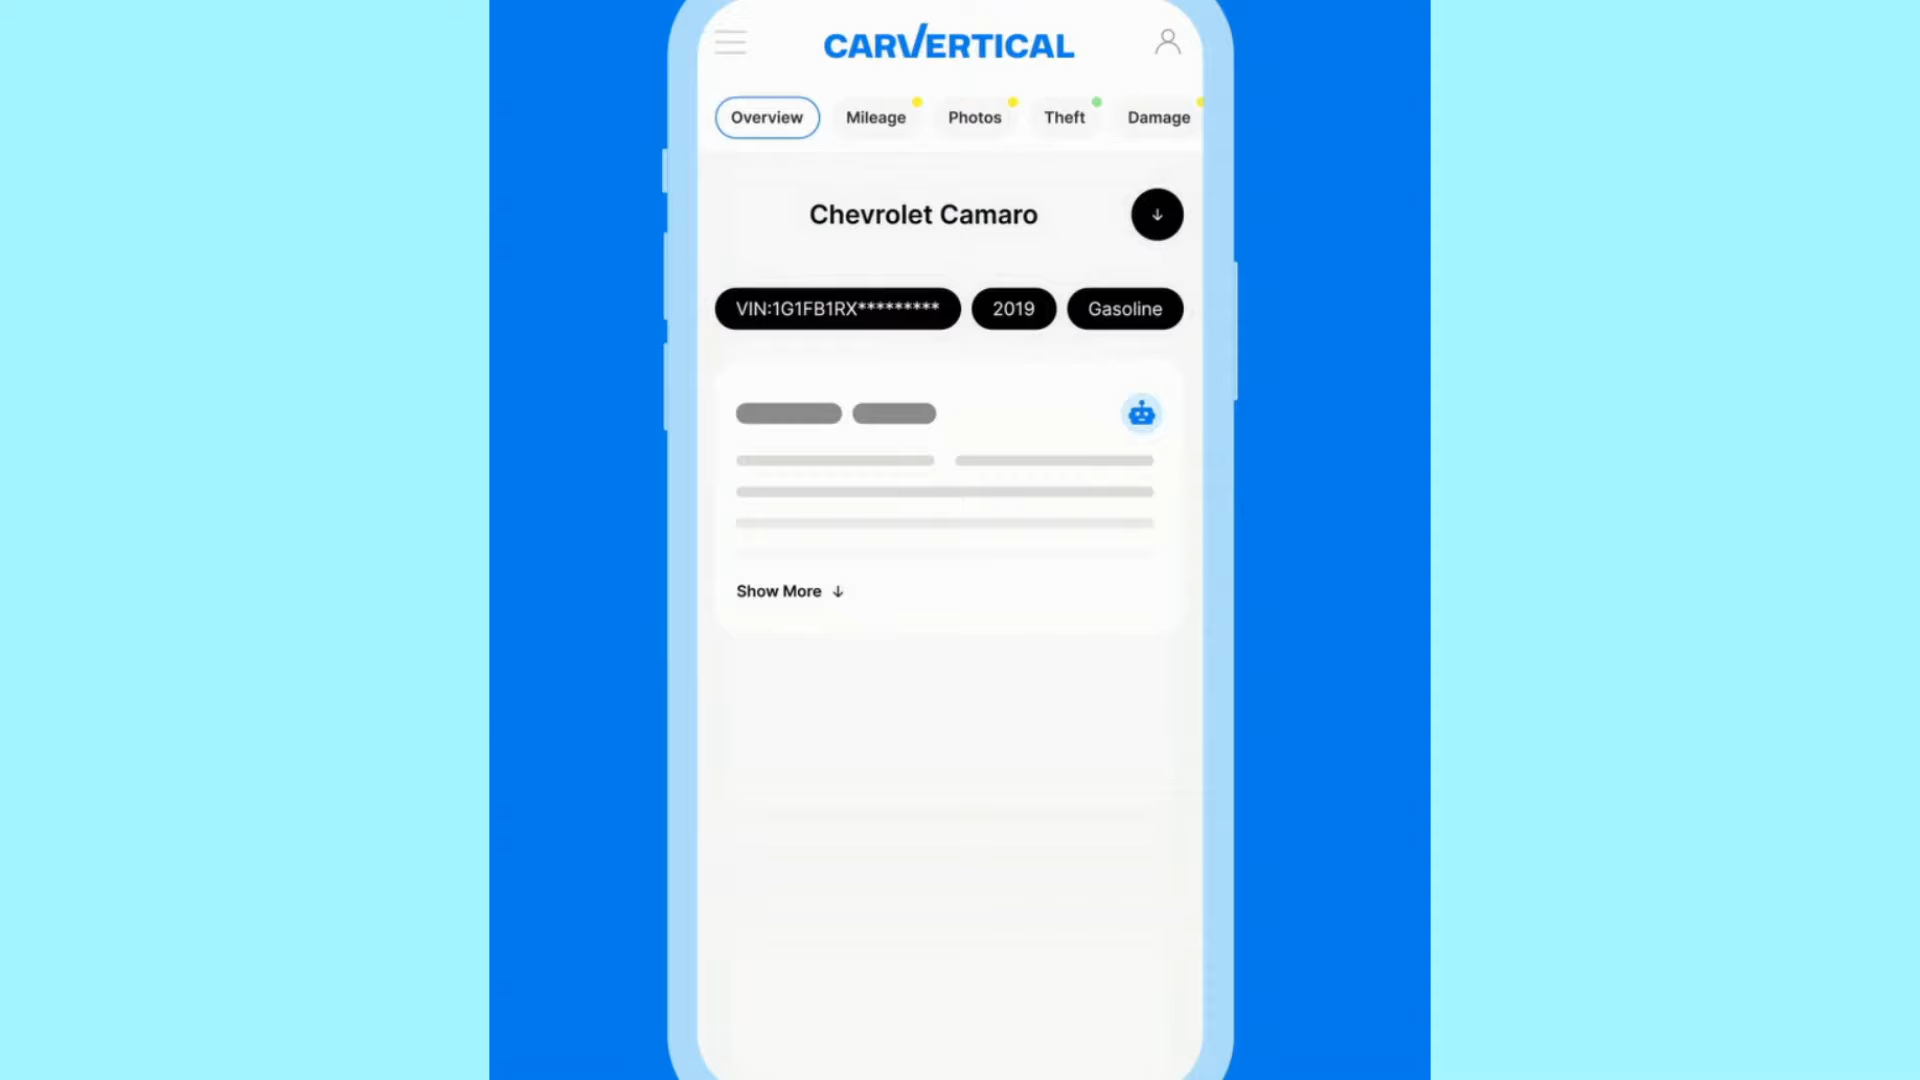 CARVERTICAL
Overview Mileage Photos Theft Damage
Chevrolet Camaro
VIN:1G1FB1RX********* 2019 Gasoline
Show More